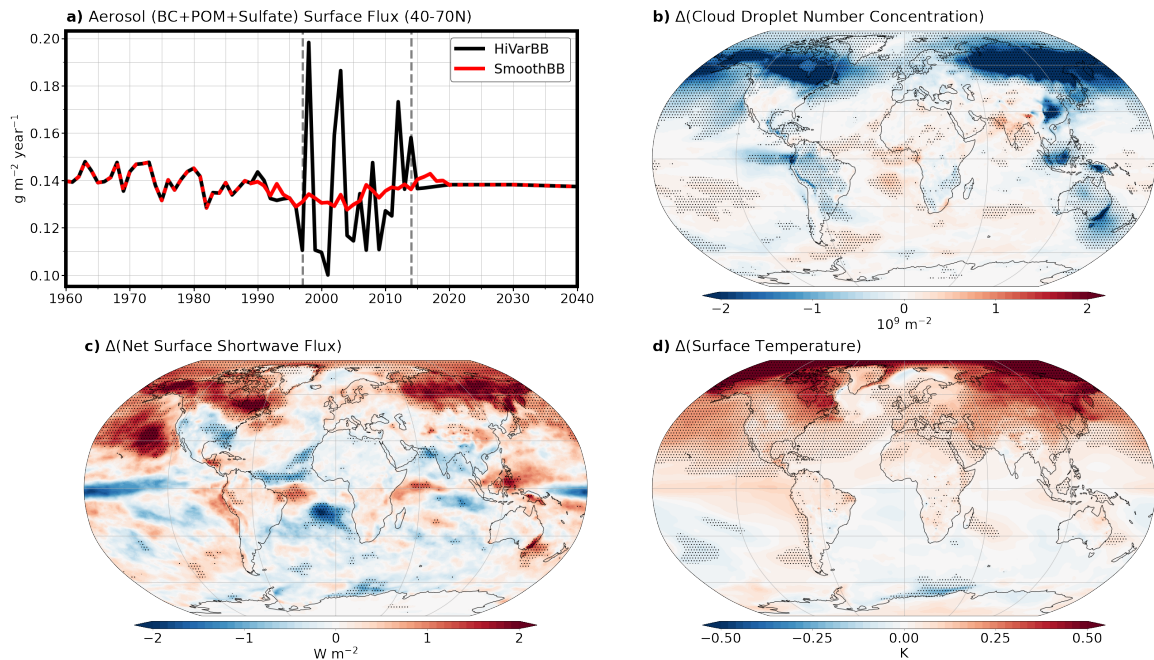 a) Aerosol (BC+POM+Sulfate) Surface Flux (40-70N)
g m−2 year−1
0.20
0.18
0.16
0.14
0.12
0.10
HiVarBB
SmoothBB
1960 1970 1980 1990 2000 2010 2020 2030 2040
b) Δ(Cloud Droplet Number Concentration)
−2 −1 0 1 2
10⁹ m−2
c) Δ(Net Surface Shortwave Flux)
−2 −1 0 1 2
W m−2
d) Δ(Surface Temperature)
−0.50 −0.25 0.00 0.25 0.50
K